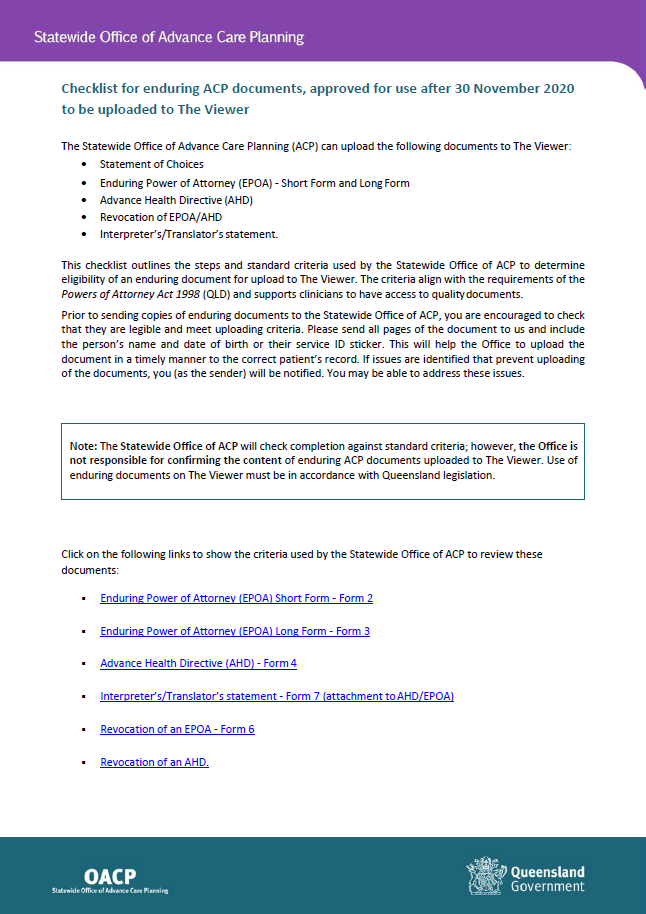 Statewide Office of Advance Care Planning
Checklist for enduring ACP documents, approved for use after 30 November 2020
to be uploaded to The Viewer
The Statewide Office of Advance Care Planning (ACP) can upload the following documents to The Viewer:
• Statement of Choices
• Enduring Power of Attorney (EPOA) - Short Form and Long Form
• Advance Health Directive (AHD)
• Revocation of EPOA/AHD
• Interpreter's/Translator's statement.
This checklist outlines the steps and standard criteria used by the Statewide Office of ACP to determine
eligibility of an enduring document for upload to The Viewer. The criteria align with the requirements of the
Powers of Attorney Act 1998 (QLD) and supports clinicians to have access to quality documents.
Prior to sending copies of enduring documents to the Statewide Office of ACP, you are encouraged to check
that they are legible and meet uploading criteria. Please send all pages of the document to us and include
the person's name and date of birth or their service ID sticker. This will help the Office to upload the
document in a timely manner to the correct patient's record. If issues are identified that prevent uploading
of the documents, you (as the sender) will be notified. You may be able to address these issues.
Note: The Statewide Office of ACP will check completion against standard criteria; however, the Office is
not responsible for confirming the content of enduring ACP documents uploaded to The Viewer. Use of
enduring documents on The Viewer must be in accordance with Queensland legislation.
Click on the following links to show the criteria used by the Statewide Office of ACP to review these
documents:
▪ Enduring Power of Attorney (EPOA) Short Form - Form 2
▪ Enduring Power of Attorney (EPOA) Long Form - Form 3
▪ Advance Health Directive (AHD) - Form 4
▪ Interpreter's/Translator's statement - Form 7 (attachment to AHD/EPOA)
▪ Revocation of an EPOA - Form 6
▪ Revocation of an AHD.
OACP
Statewide Office of Advance Care Planning
Queensland
Government